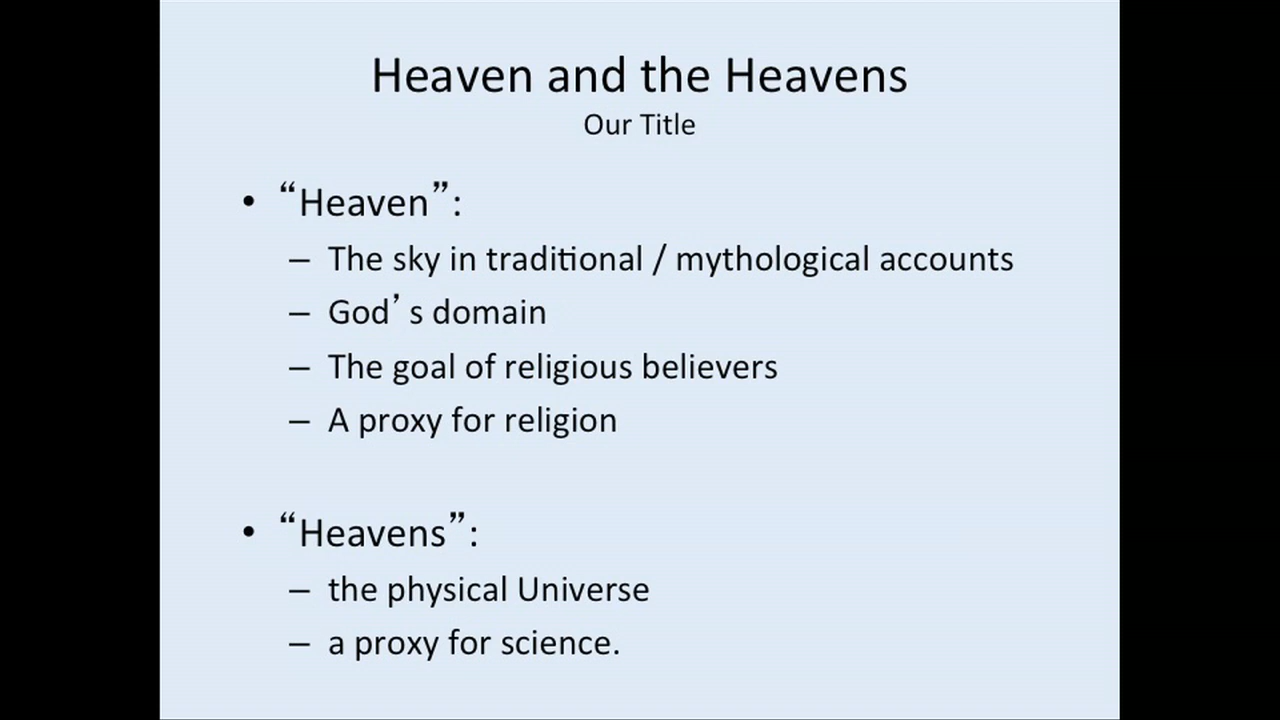 Heaven and the Heavens
Our Title
• “Heaven”:
– The sky in traditional / mythological accounts
– God’s domain
– The goal of religious believers
– A proxy for religion
• “Heavens”:
– the physical Universe
– a proxy for science.